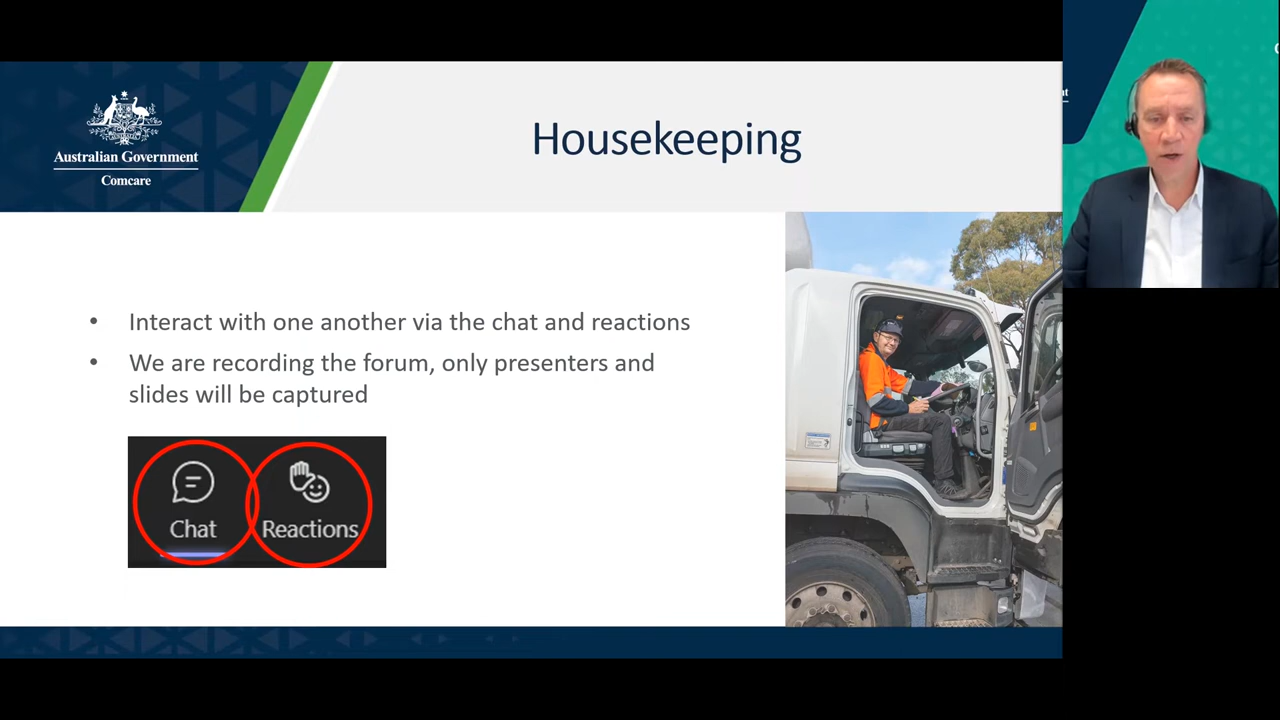 Australian Government
Comcare
Housekeeping
• Interact with one another via the chat and reactions
• We are recording the forum, only presenters and
slides will be captured
Chat
Reactions